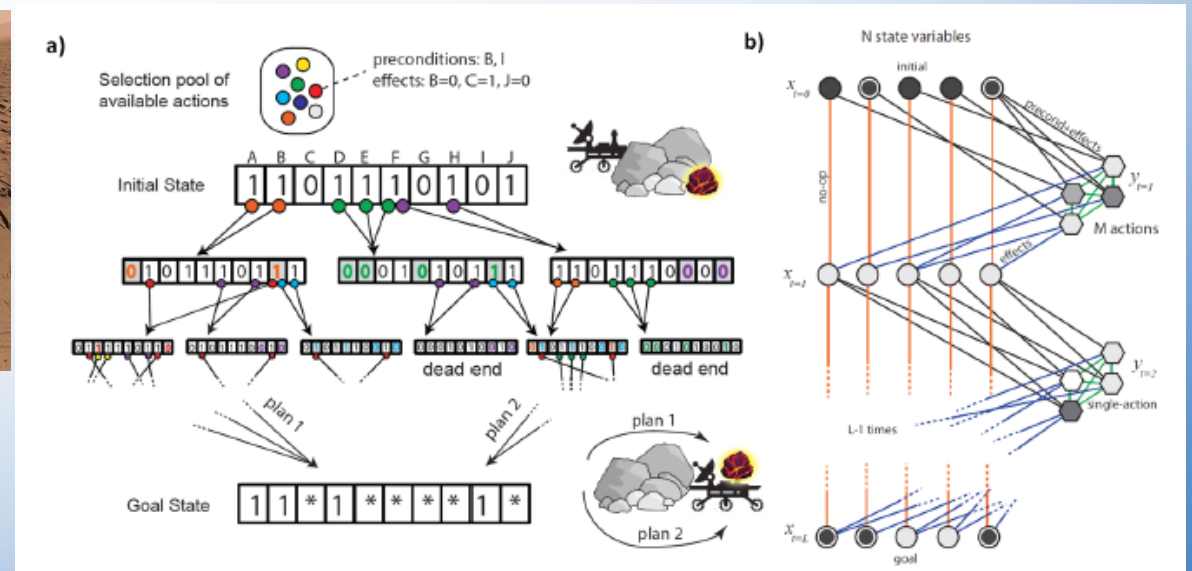 a)
Selection pool of
available actions
preconditions: B, I
effects: B=0, C=1, J=0
A B C D E F G H I J
Initial State
1 1 0 1 1 1 0 1 0 1
0 1 0 1 1 1 0 1 1 1
0 0 0 1 0 1 0 1 1 1
1 1 0 1 1 1 0 0 0 0
dead end
dead end
plan 1
plan 2
Goal State
1 1 * 1 * * * * 1 *
plan 1
plan 2
b)
N state variables
initial
x t=0
precond+effects
no-op
y t=1
M actions
effects
x t=1
y t=2
single-action
L-1 times
x t=L
goal